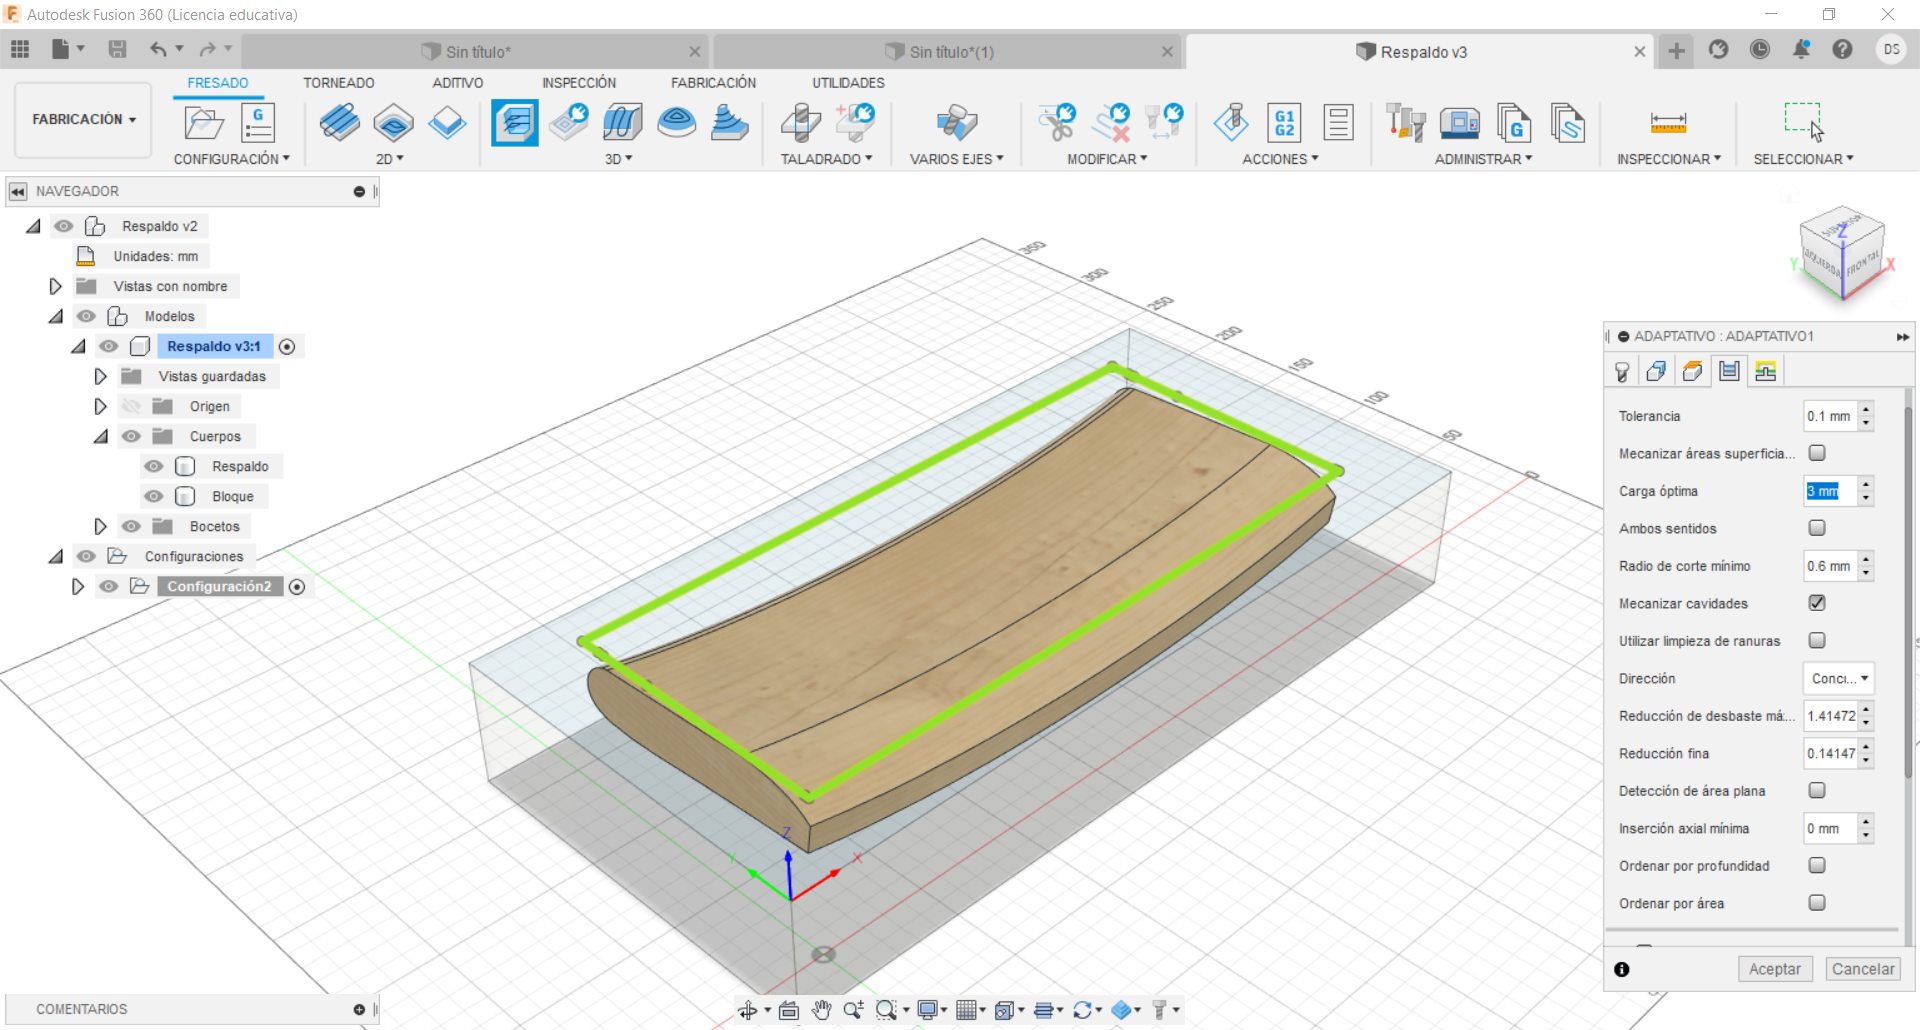 Autodesk Fusion 360 (Licencia educativa)
Sin título*
Sin título*(1)
Respaldo v3
DS
FABRICACIÓN
FRESADO
TORNEADO
ADITIVO
INSPECCIÓN
FABRICACIÓN
UTILIDADES
G
G1
G2
G
CONFIGURACIÓN
2D
3D
TALADRADO
VARIOS EJES
MODIFICAR
ACCIONES
ADMINISTRAR
INSPECCIONAR
SELECCIONAR
NAVEGADOR
Respaldo v2
Unidades: mm
Vistas con nombre
Modelos
Respaldo v3:1
Vistas guardadas
Origen
Cuerpos
Respaldo
Bloque
Bocetos
Configuraciones
Configuración2
350
300
250
200
150
100
50
0
Z
Y
X
IZQUIERDA
FRONTAL
Z
Y
X
ADAPTATIVO : ADAPTATIVO1
Tolerancia
0.1 mm
Mecanizar áreas superficia...
Carga óptima
3 mm
Ambos sentidos
Radio de corte mínimo
0.6 mm
Mecanizar cavidades
Utilizar limpieza de ranuras
Dirección
Conci...
Reducción de desbaste má...
1.41472
Reducción fina
0.14147
Detección de área plana
Inserción axial mínima
0 mm
Ordenar por profundidad
Ordenar por área
Aceptar
Cancelar
COMENTARIOS